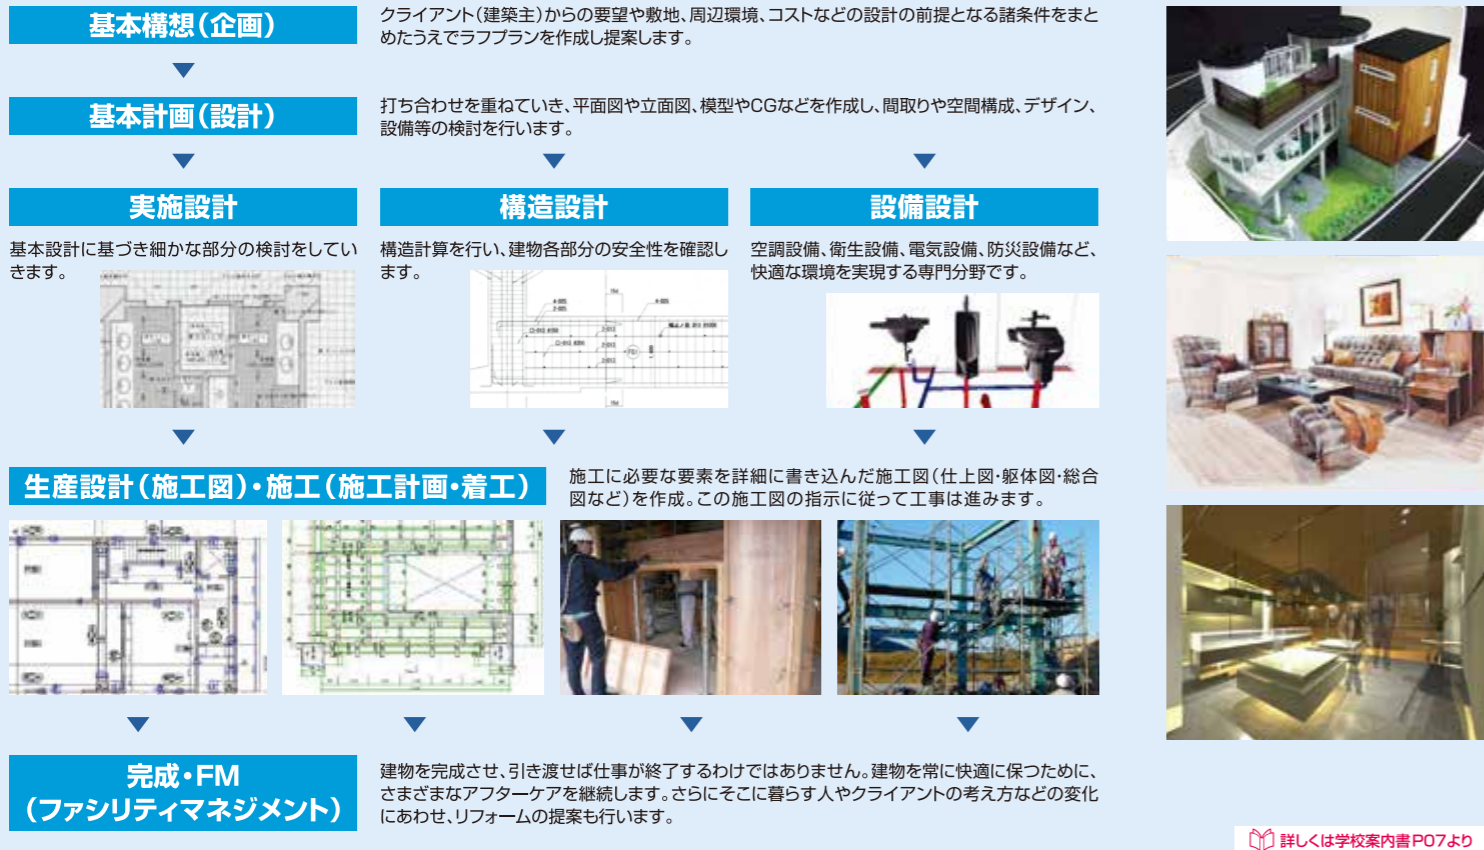 基本構想（企画）
クライアント（建築主）からの要望や敷地、周辺環境、コストなどの設計の前提となる諸条件をまと
めたうえでラフプランを作成し提案します。
基本計画（設計）
打ち合わせを重ねていき、平面図や立面図、模型やCGなどを作成し、間取りや空間構成、デザイン、
設備等の検討を行います。
実施設計
基本設計に基づき細かな部分の検討をしてい
きます。
構造設計
構造計算を行い、建物各部分の安全性を確認し
ます。
設備設計
空調設備、衛生設備、電気設備、防災設備など、
快適な環境を実現する専門分野です。
生産設計（施工図）・施工（施工計画・着工）
施工に必要な要素を詳細に書き込んだ施工図（仕上図・躯体図・総合
図など）を作成。この施工図の指示に従って工事は進みます。
完成・FM
（ファシリティマネジメント）
建物を完成させ、引き渡せば仕事が終了するわけではありません。建物を常に快適に保つために、
さまざまなアフターケアを継続します。さらにそこに暮らす人やクライアントの考え方などの変化
にあわせ、リフォームの提案も行います。
詳しくは学校案内書P07より